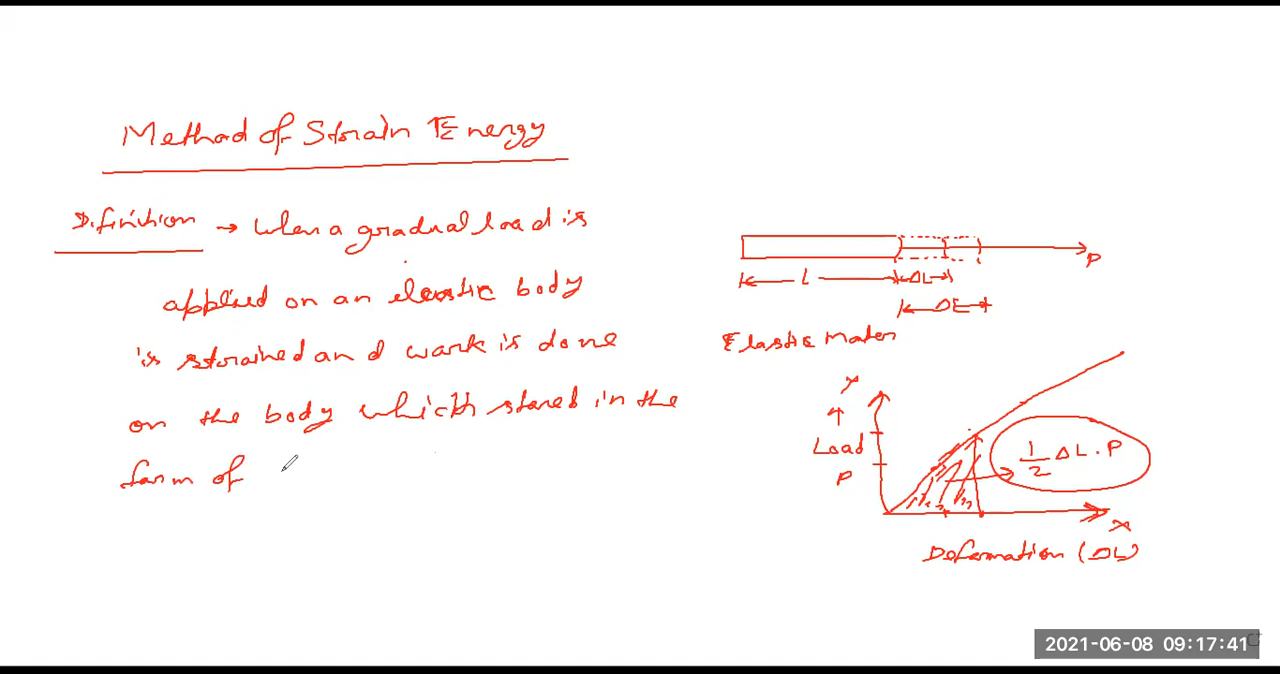 Method of Strain Energy
Difinition → When a gradual load is
applied on an elastic body
is strained and work is done
on the body which stored in the
form of
P
L
ΔL
ΔL
Elastic Mater
Y
Load
P
1/2 ΔL . P
X
Deformation (ΔL)
2021-06-08 09:17:41